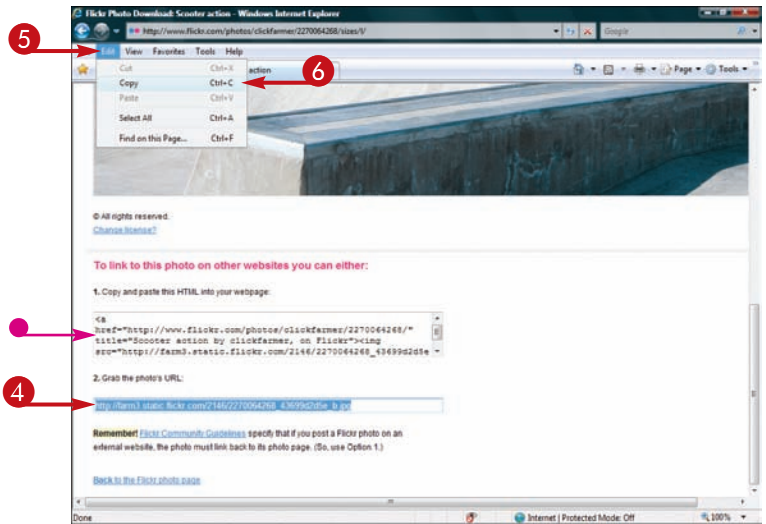 Flickr Photo Download: Scooter action - Windows Internet Explorer
http://www.flickr.com/photos/clickfarmer/2270064268/sizes/l/
Google
5
Edit View Favorites Tools Help
action
Page Tools
6
Cut Ctrl+X
Copy Ctrl+C
Paste Ctrl+V
Select All Ctrl+A
Find on this Page... Ctrl+F
© All rights reserved.
Change license?
To link to this photo on other websites you can either:
1. Copy and paste this HTML into your webpage:
<a
href="http://www.flickr.com/photos/clickfarmer/2270064268/"
title="Scooter action by clickfarmer, on Flickr"><img
src="http://farm3.static.flickr.com/2146/2270064268_43699d2d5e
2. Grab the photo's URL:
4
http://farm3.static.flickr.com/2146/2270064268_43699d2d5e_b.jpg
Remember! Flickr Community Guidelines specify that if you post a Flickr photo on an
external website, the photo must link back to its photo page. (So, use Option 1.)
Back to the Flickr photo page
Done
Internet | Protected Mode: Off
100%